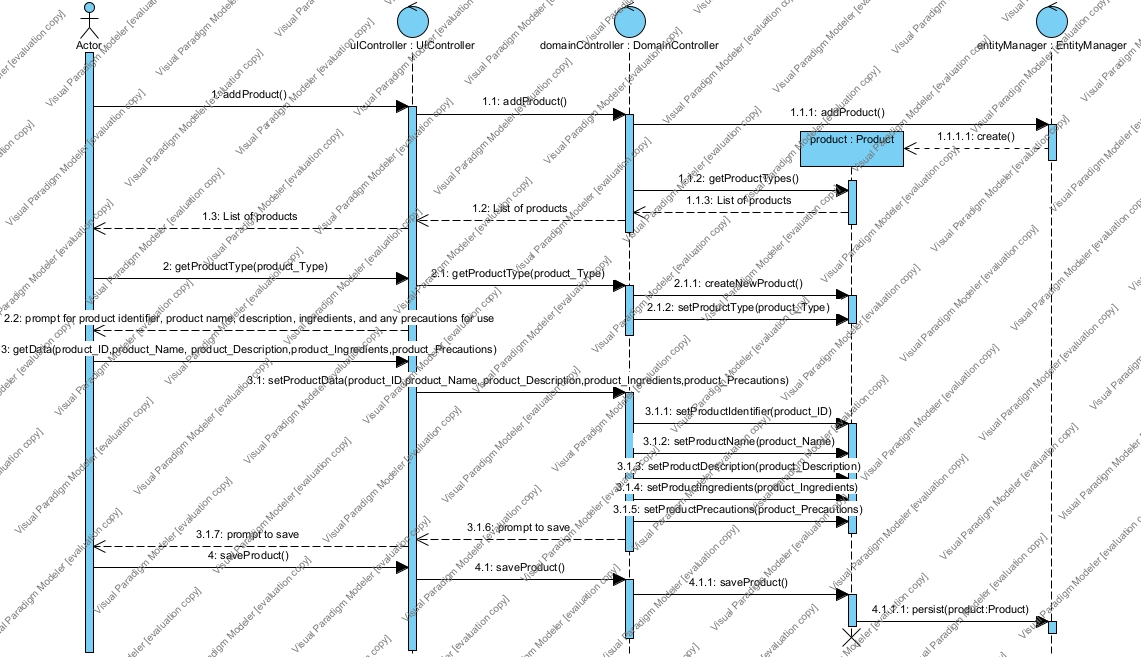 Actor
uIController : UIController
domainController : DomainController
entityManager : EntityManager
1: addProduct()
1.1: addProduct()
1.1.1: addProduct()
product : Product
1.1.1.1: create()
1.1.2: getProductTypes()
1.1.3: List of products
1.2: List of products
1.3: List of products
2: getProductType(product_Type)
2.1: getProductType(product_Type)
2.1.1: createNewProduct()
2.1.2: setProductType(product_Type)
2.2: prompt for product identifier, product name, description, ingredients, and any precautions for use
3: getData(product_ID,product_Name, product_Description,product_Ingredients,product_Precautions)
3.1: setProductData(product_ID,product_Name, product_Description,product_Ingredients,product_Precautions)
3.1.1: setProductIdentifier(product_ID)
3.1.2: setProductName(product_Name)
3.1.3: setProductDescription(product_Description)
3.1.4: setProductIngredients(product_Ingredients)
3.1.5: setProductPrecautions(product_Precautions)
3.1.6: prompt to save
3.1.7: prompt to save
4: saveProduct()
4.1: saveProduct()
4.1.1: saveProduct()
4.1.1.1: persist(product:Product)
Visual Paradigm Modeler [evaluation copy]